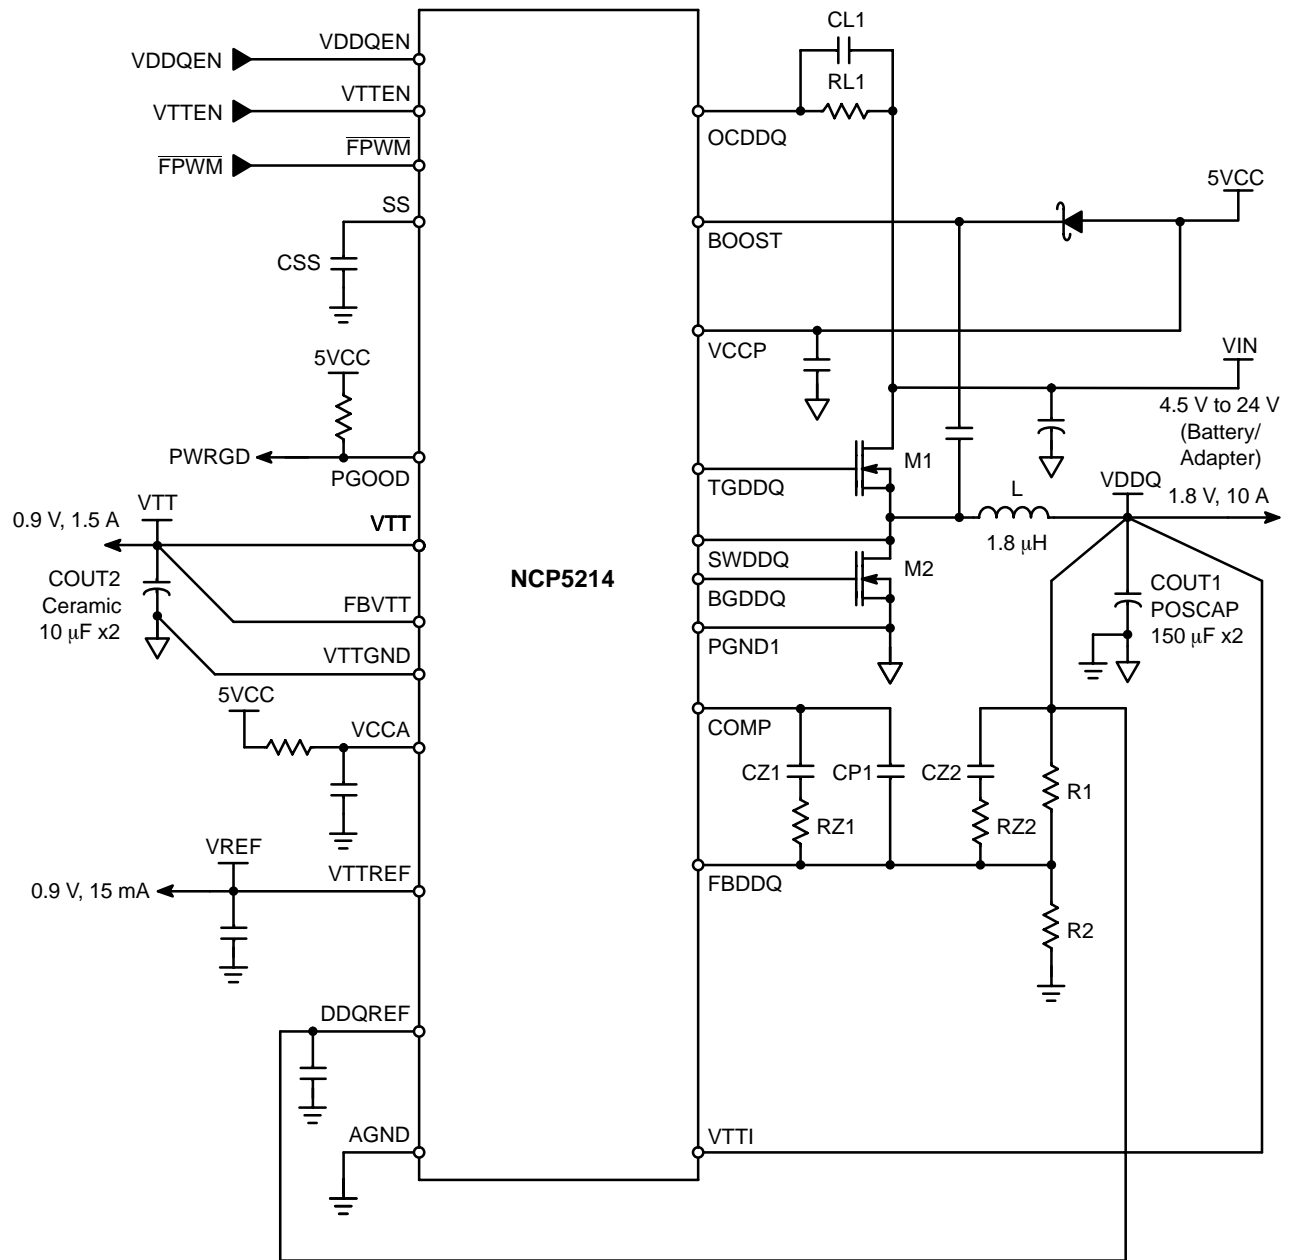 VDDQEN
VDDQEN
VTTEN
VTTEN
FPWM
FPWM
SS
CSS
5VCC
PWRGD
PGOOD
VTT
0.9 V, 1.5 A
VTT
COUT2
Ceramic
10 μF x2
FBVTT
VTTGND
5VCC
VCCA
VREF
VTTREF
0.9 V, 15 mA
DDQREF
AGND
NCP5214
CL1
RL1
OCDDQ
5VCC
BOOST
VCCP
VIN
4.5 V to 24 V
(Battery/
Adapter)
M1
TGDDQ
L
1.8 μH
VDDQ
1.8 V, 10 A
SWDDQ
M2
BGDDQ
COUT1
POSCAP
150 μF x2
PGND1
COMP
CZ1
CP1
CZ2
R1
RZ1
RZ2
FBDDQ
R2
VTTI